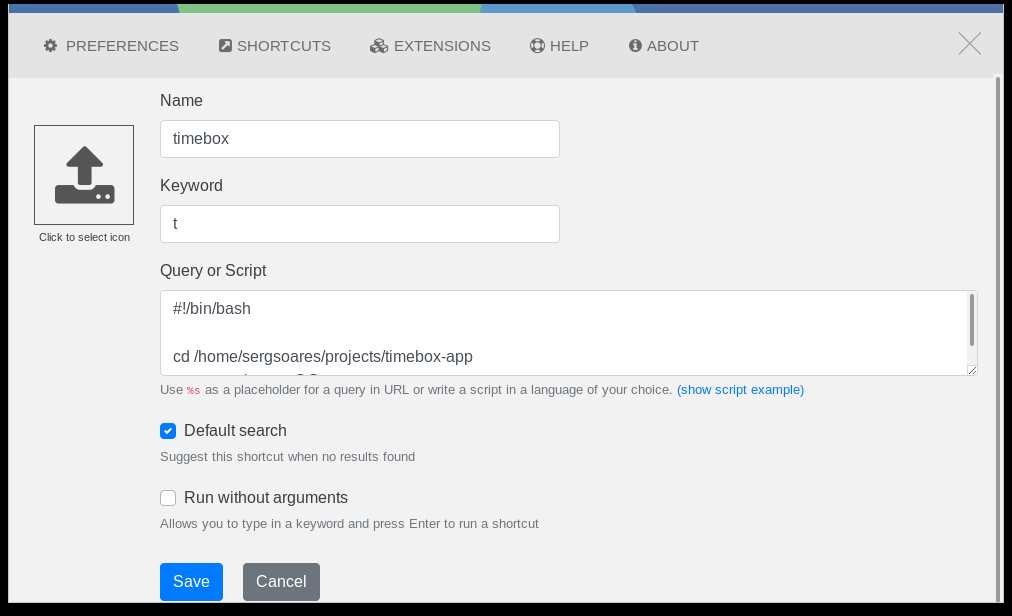 PREFERENCES SHORTCUTS EXTENSIONS HELP ABOUT
Name
timebox
Click to select icon
Keyword
t
Query or Script
#!/bin/bash
cd /home/sergsoares/projects/timebox-app
Use %s as a placeholder for a query in URL or write a script in a language of your choice. (show script example)
Default search
Suggest this shortcut when no results found
Run without arguments
Allows you to type in a keyword and press Enter to run a shortcut
Save Cancel